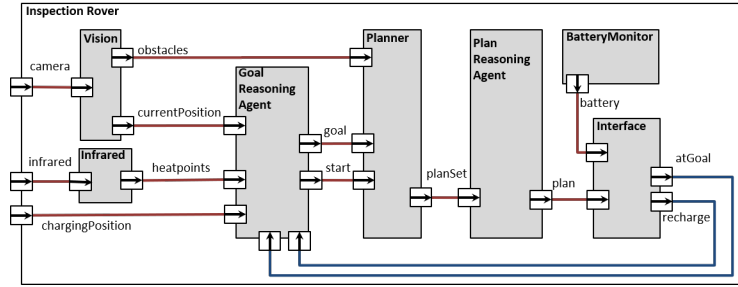 Inspection Rover
Vision
obstacles
Planner
Plan
Reasoning
Agent
BatteryMonitor
camera
Goal
Reasoning
Agent
battery
currentPosition
goal
Interface
atGoal
infrared
Infrared
heatpoints
start
planSet
plan
recharge
chargingPosition